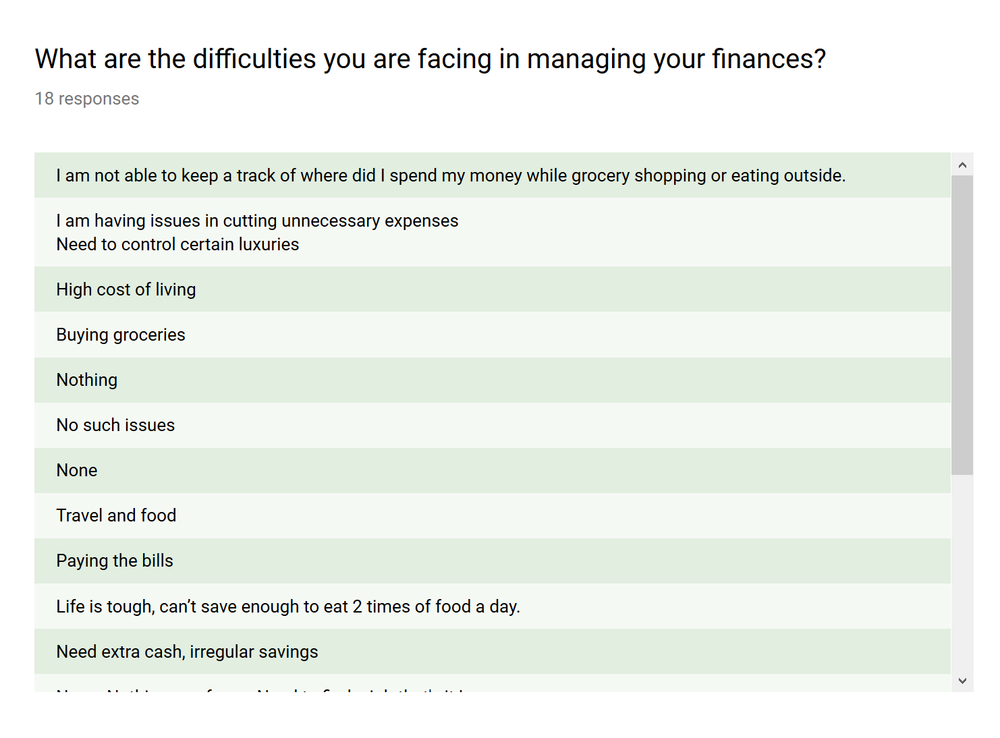 What are the difficulties you are facing in managing your finances?
18 responses
I am not able to keep a track of where did I spend my money while grocery shopping or eating outside.
I am having issues in cutting unnecessary expenses
Need to control certain luxuries
High cost of living
Buying groceries
Nothing
No such issues
None
Travel and food
Paying the bills
Life is tough, can’t save enough to eat 2 times of food a day.
Need extra cash, irregular savings